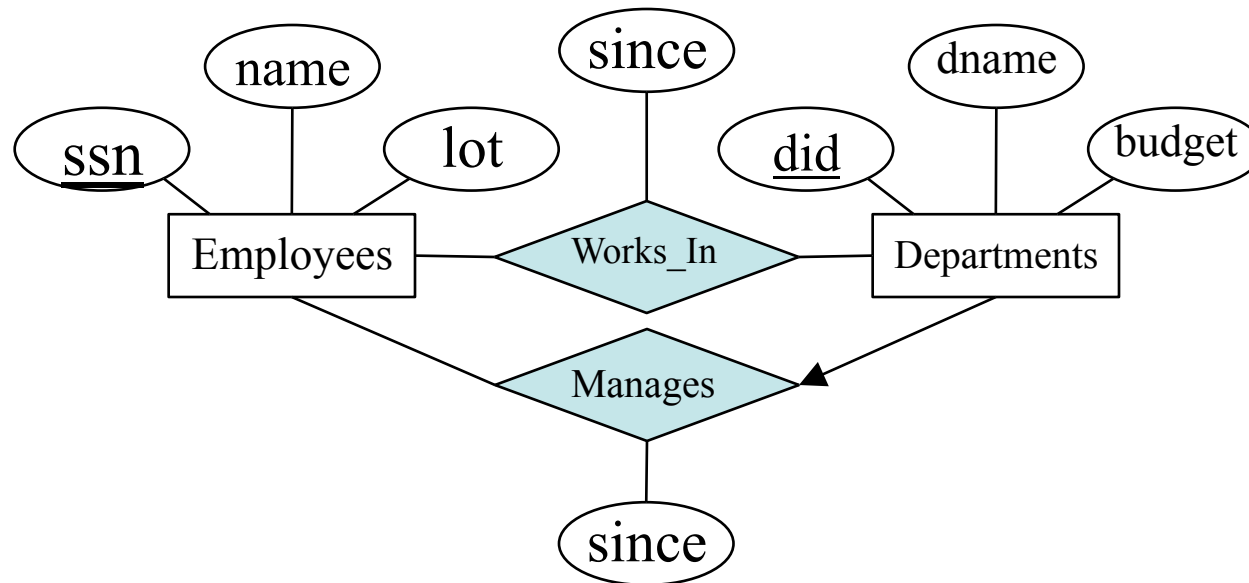 since
name
dname
ssn
lot
did
budget
Employees
Works_In
Departments
Manages
since